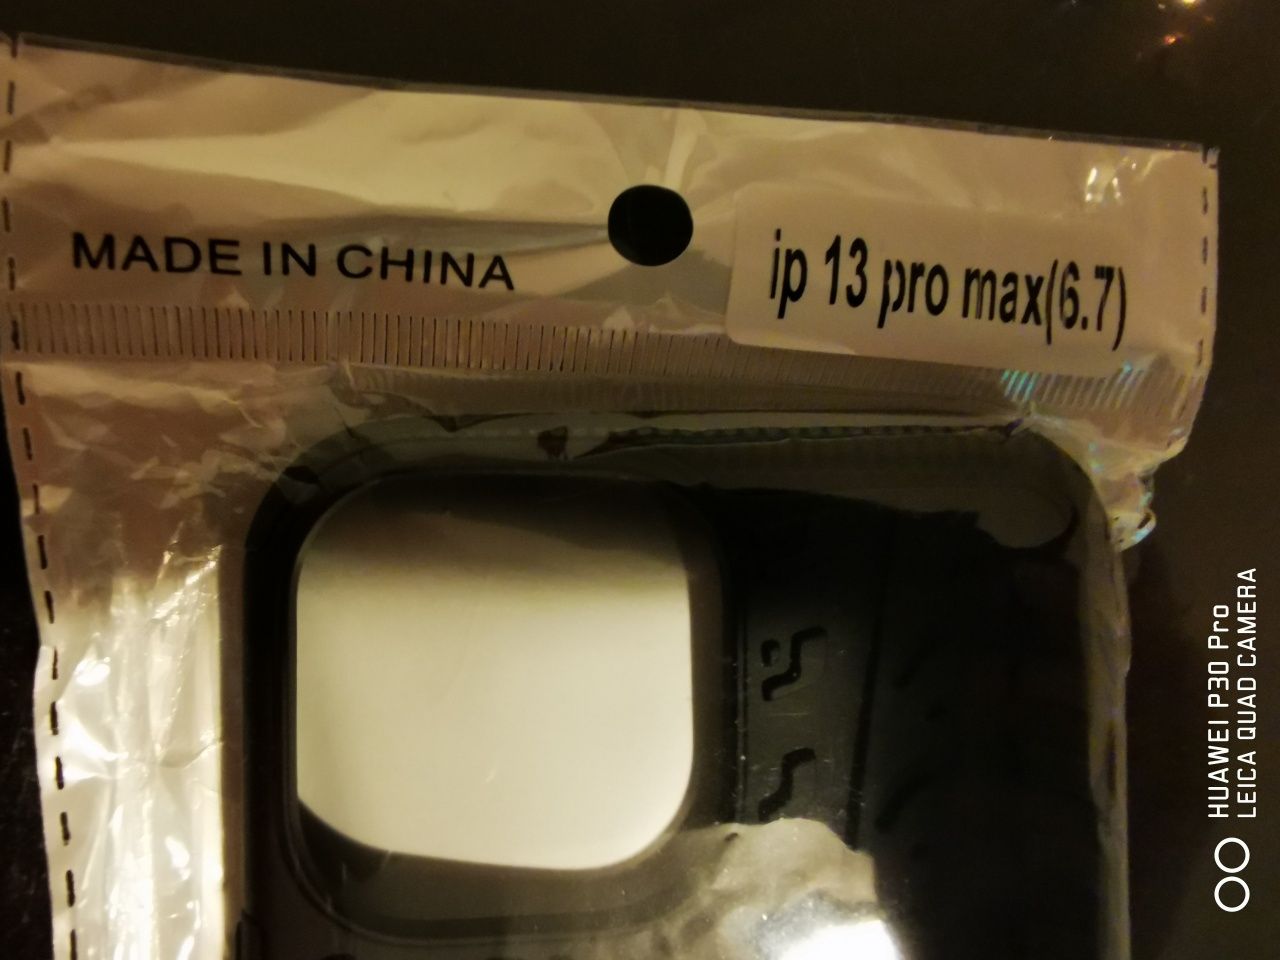 MADE IN CHINA
ip 13 pro max(6.7)
HUAWEI P30 Pro
LEICA QUAD CAMERA